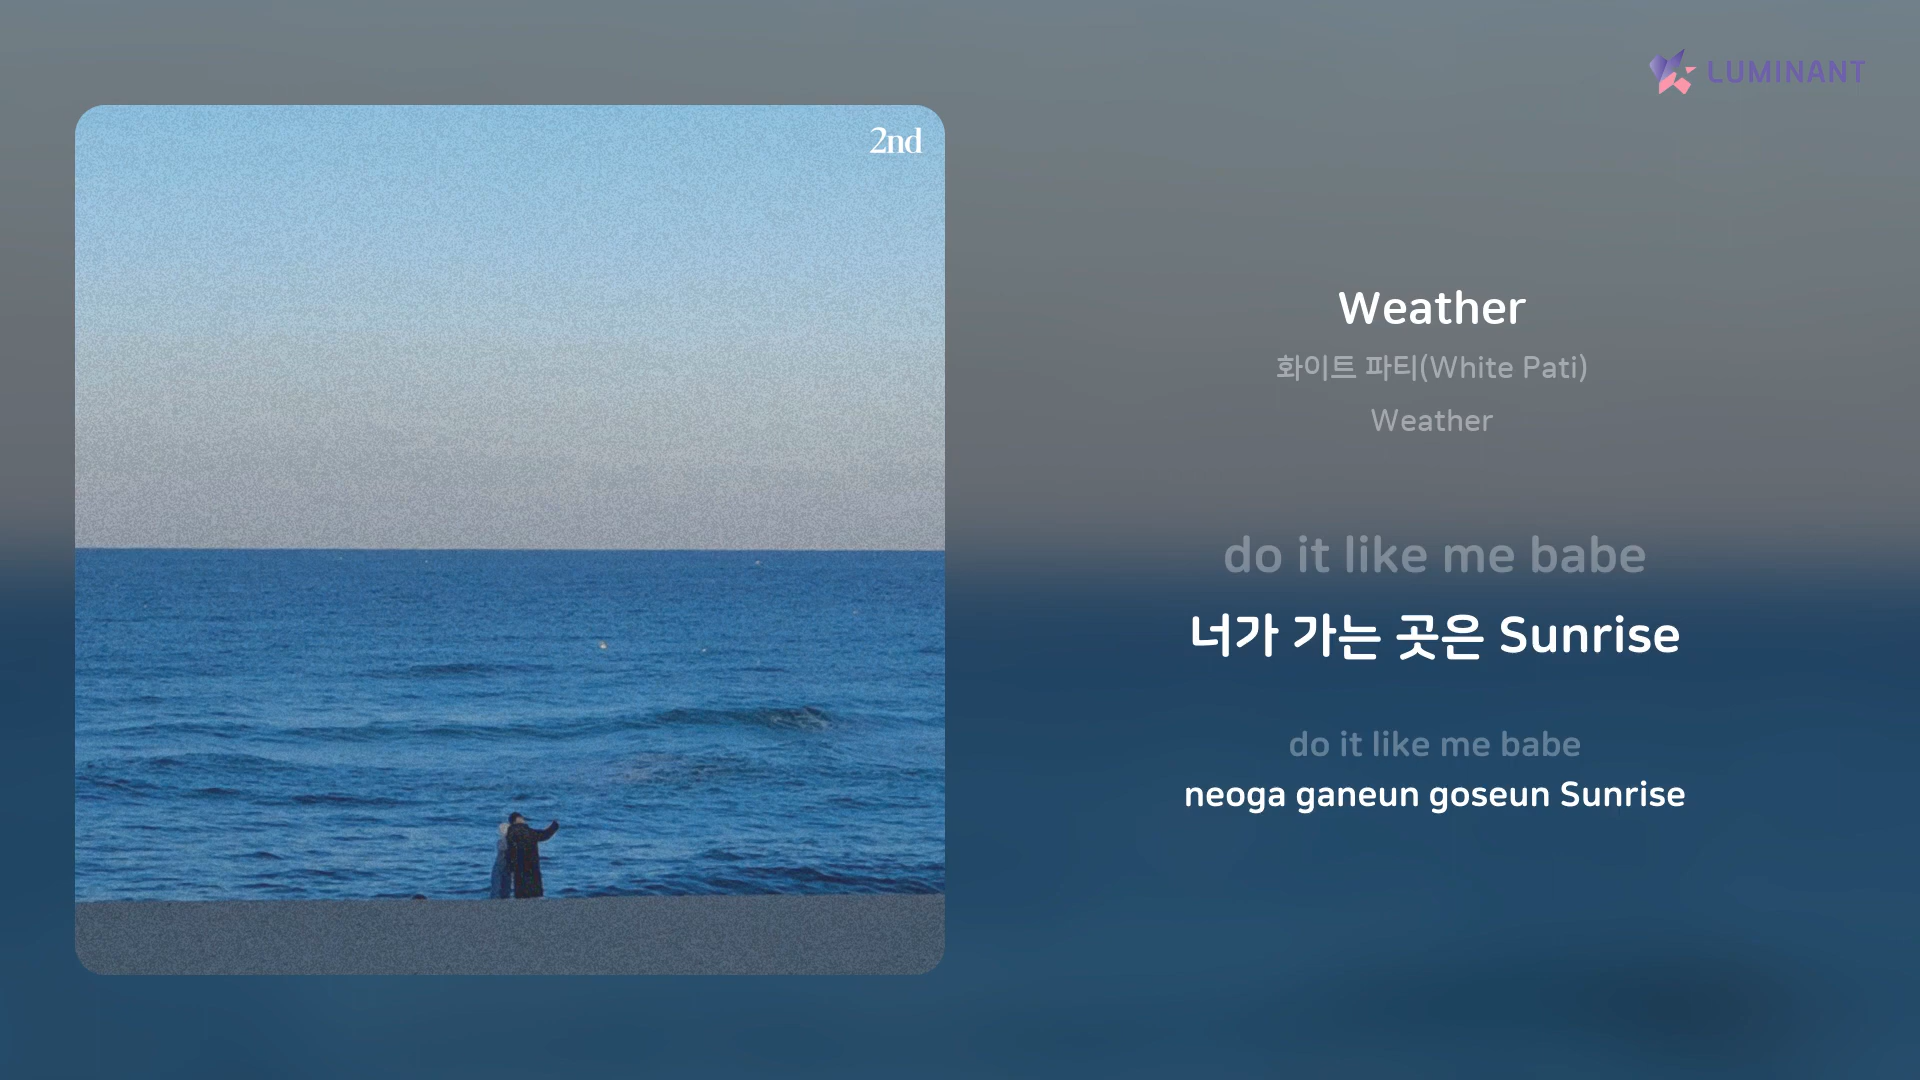 LUMINANT
2nd
Weather
화이트 파티(White Pati)
Weather
do it like me babe
너가 가는 곳은 Sunrise
do it like me babe
neoga ganeun goseun Sunrise